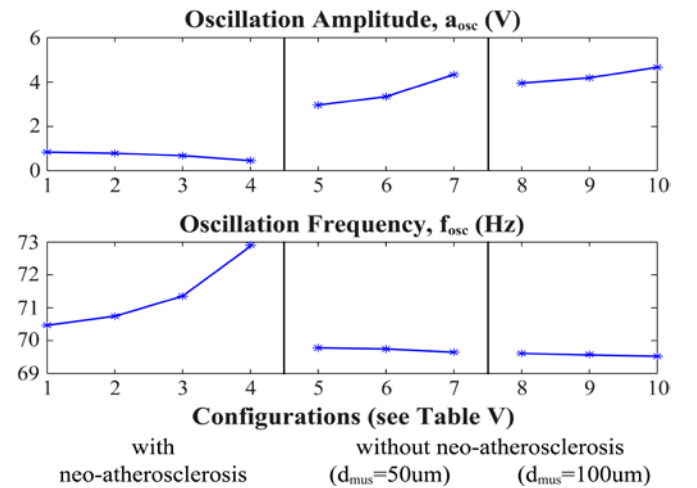 Oscillation Amplitude, aosc (V)
6
4
2
0
1 2 3 4 5 6 7 8 9 10
Oscillation Frequency, fosc (Hz)
73
72
71
70
69
1 2 3 4 5 6 7 8 9 10
Configurations (see Table V)
with without neo-atherosclerosis
neo-atherosclerosis (dmus=50um) (dmus=100um)